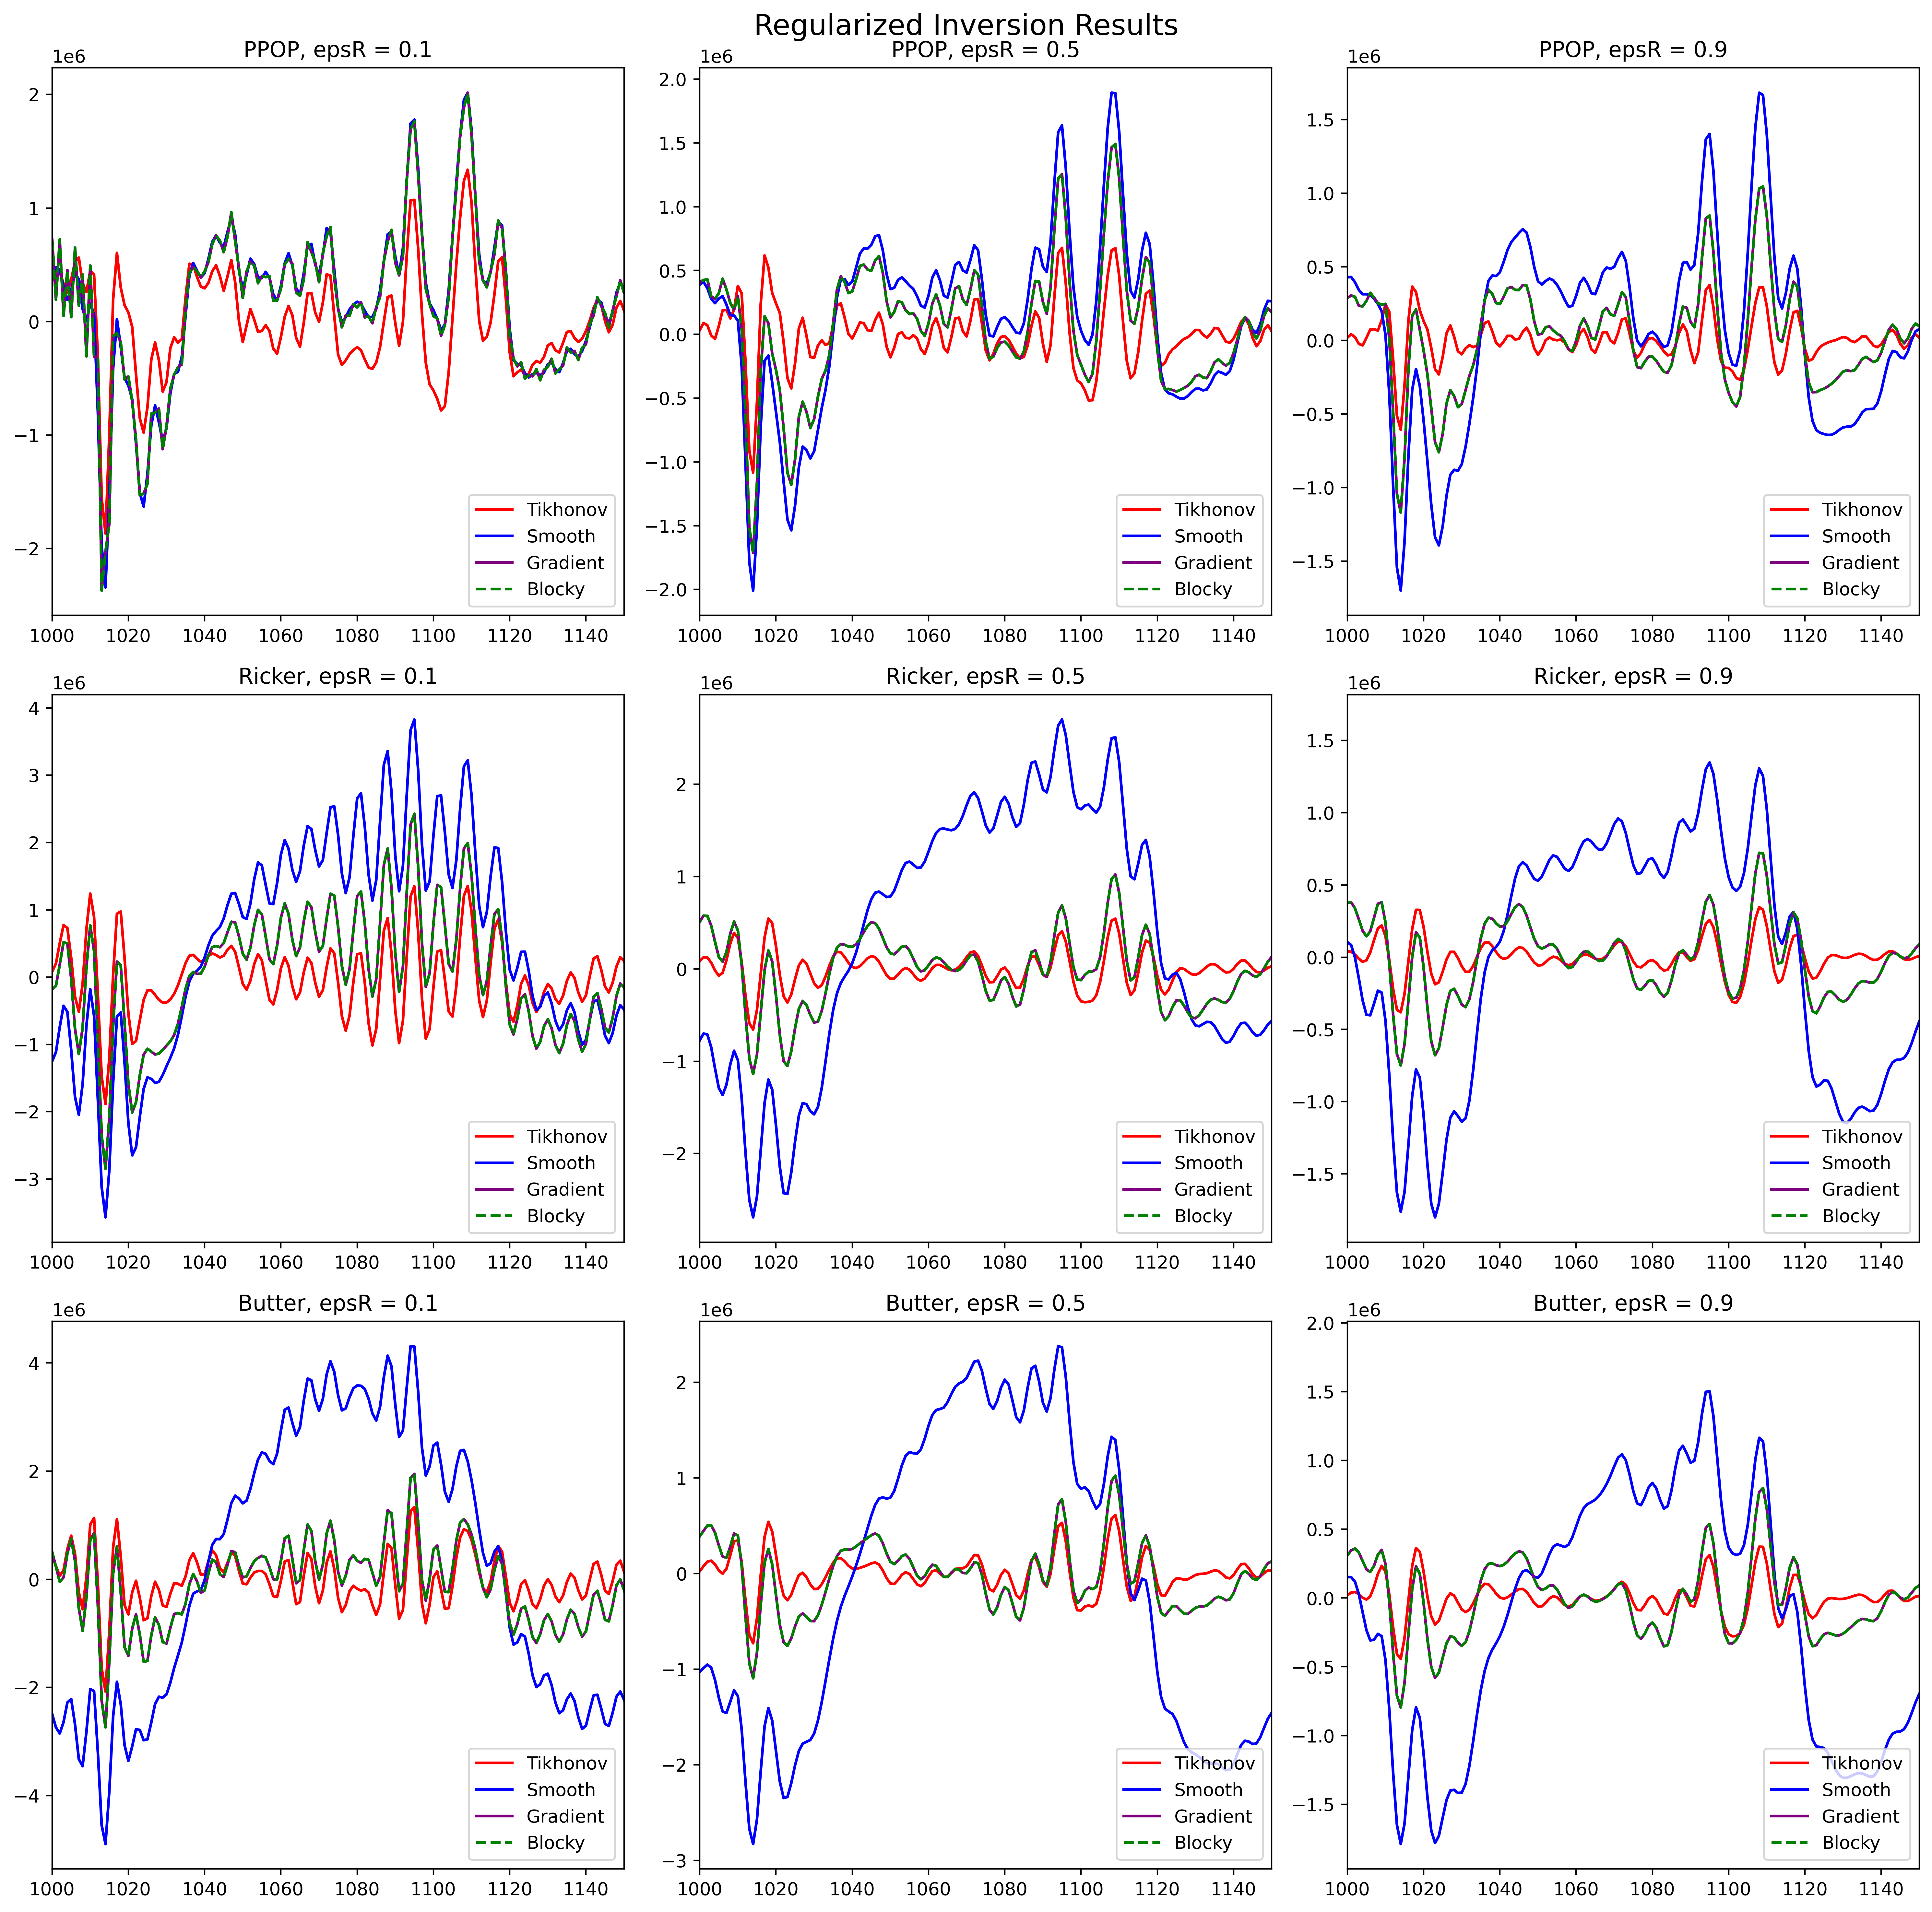 Regularized Inversion Results
PPOP, epsR = 0.1
1e6
2
1
0
−1
−2
1000 1020 1040 1060 1080 1100 1120 1140
Tikhonov
Smooth
Gradient
Blocky
PPOP, epsR = 0.5
1e6
2.0
1.5
1.0
0.5
0.0
−0.5
−1.0
−1.5
−2.0
1000 1020 1040 1060 1080 1100 1120 1140
Tikhonov
Smooth
Gradient
Blocky
PPOP, epsR = 0.9
1e6
1.5
1.0
0.5
0.0
−0.5
−1.0
−1.5
1000 1020 1040 1060 1080 1100 1120 1140
Tikhonov
Smooth
Gradient
Blocky
Ricker, epsR = 0.1
1e6
4
3
2
1
0
−1
−2
−3
1000 1020 1040 1060 1080 1100 1120 1140
Tikhonov
Smooth
Gradient
Blocky
Ricker, epsR = 0.5
1e6
2
1
0
−1
−2
1000 1020 1040 1060 1080 1100 1120 1140
Tikhonov
Smooth
Gradient
Blocky
Ricker, epsR = 0.9
1e6
1.5
1.0
0.5
0.0
−0.5
−1.0
−1.5
1000 1020 1040 1060 1080 1100 1120 1140
Tikhonov
Smooth
Gradient
Blocky
Butter, epsR = 0.1
1e6
4
2
0
−2
−4
1000 1020 1040 1060 1080 1100 1120 1140
Tikhonov
Smooth
Gradient
Blocky
Butter, epsR = 0.5
1e6
2
1
0
−1
−2
−3
1000 1020 1040 1060 1080 1100 1120 1140
Tikhonov
Smooth
Gradient
Blocky
Butter, epsR = 0.9
1e6
2.0
1.5
1.0
0.5
0.0
−0.5
−1.0
−1.5
1000 1020 1040 1060 1080 1100 1120 1140
Tikhonov
Smooth
Gradient
Blocky